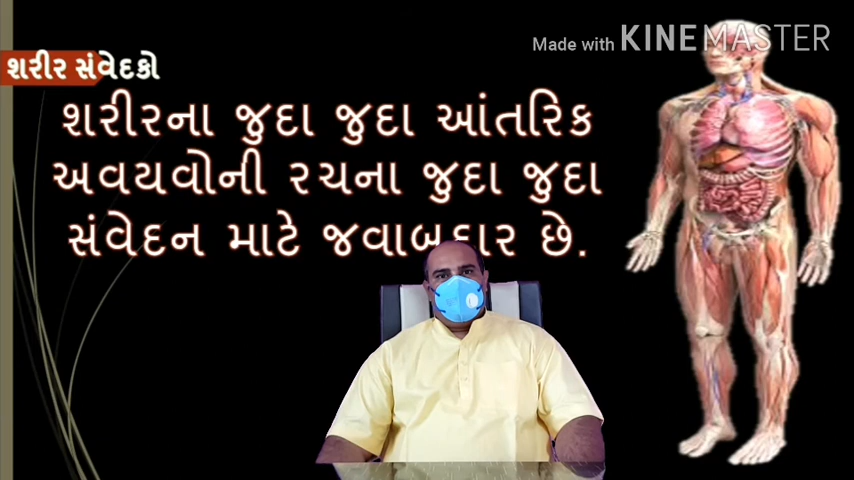 Made with KINEMASTER
શરીર સંવેદકો
શરીરના જુદા જુદા આંતરિક
અવયવોની રચના જુદા જુદા
સંવેદન માટે જવાબદાર છે.